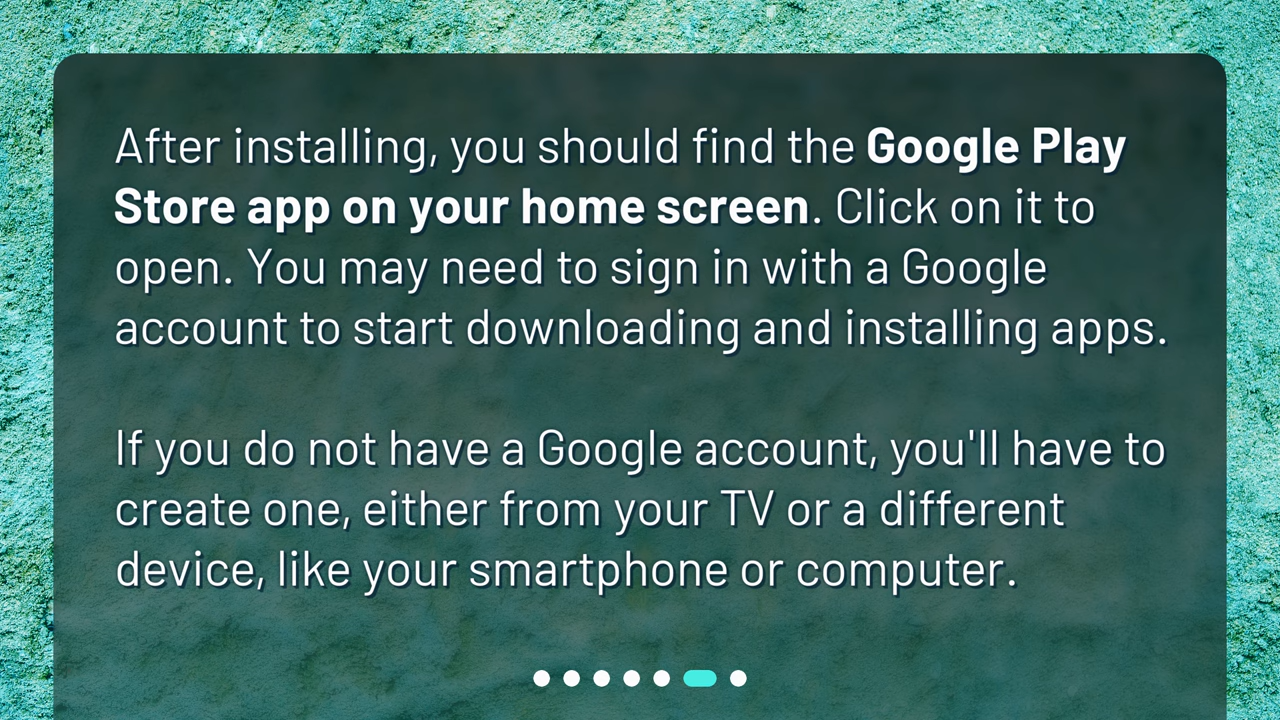 After installing, you should find the Google Play
Store app on your home screen. Click on it to
open. You may need to sign in with a Google
account to start downloading and installing apps.
If you do not have a Google account, you'll have to
create one, either from your TV or a different
device, like your smartphone or computer.